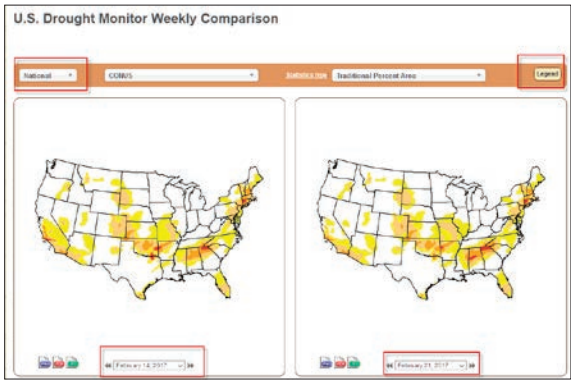 U.S. Drought Monitor Weekly Comparison
National CONUS Statistics type Traditional Percent Area Legend
February 14, 2017 February 21, 2017